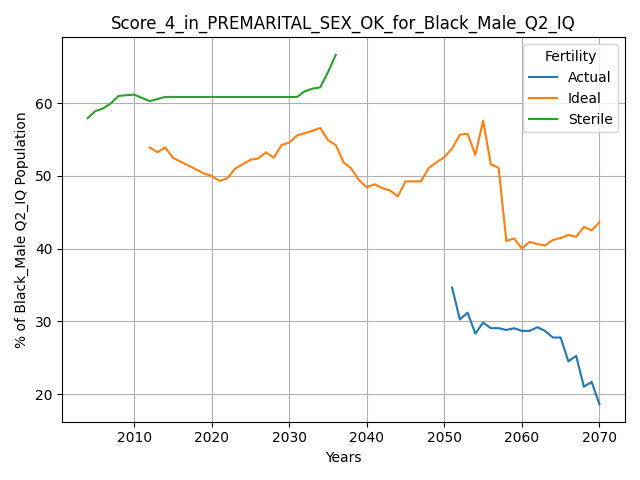 Score_4_in_PREMARITAL_SEX_OK_for_Black_Male_Q2_IQ
Fertility
Actual
Ideal
Sterile
% of Black_Male Q2_IQ Population
60
50
40
30
20
2010 2020 2030 2040 2050 2060 2070
Years